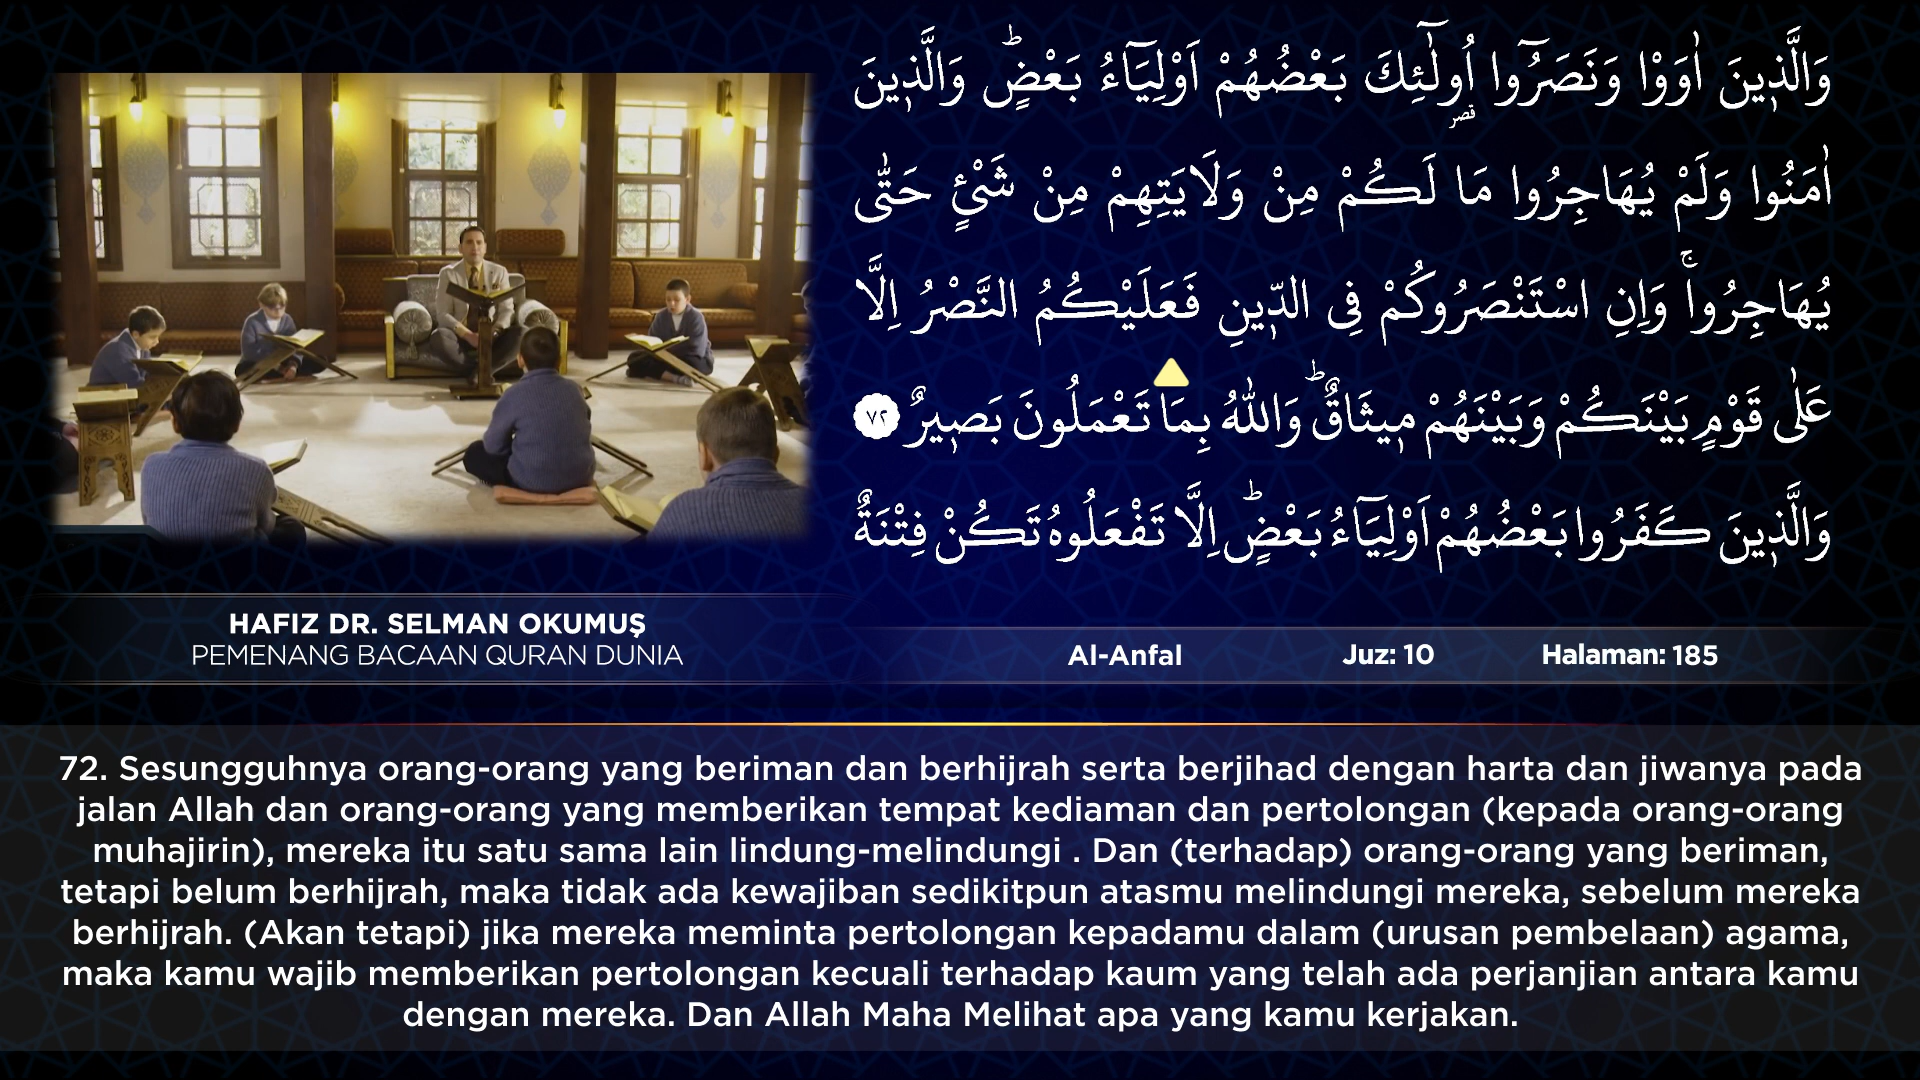 وَالَّذ۪ينَ اٰوَوْا وَنَصَرُٓوا اُو۬لٰٓئِكَ بَعْضُهُمْ اَوْلِيَٓاءُ بَعْضٍۜ وَالَّذ۪ينَ
قصر
اٰمَنُوا وَلَمْ يُهَاجِرُوا مَا لَكُمْ مِنْ وَلَايَتِهِمْ مِنْ شَيْءٍ حَتّٰى
يُهَاجِرُواۚ وَاِنِ اسْتَنْصَرُوكُمْ فِي الدّ۪ينِ فَعَلَيْكُمُ النَّصْرُ اِلَّا
عَلٰى قَوْمٍ بَيْنَكُمْ وَبَيْنَهُمْ م۪يثَاقٌۜ وَاللّٰهُ بِمَا تَعْمَلُونَ بَص۪يرٌ ٧٢
وَالَّذ۪ينَ كَفَرُوا بَعْضُهُمْ اَوْلِيَٓاءُ بَعْضٍۜ اِلَّا تَفْعَلُوهُ تَكُنْ فِتْنَةٌ
HAFIZ DR. SELMAN OKUMUŞ
PEMENANG BACAAN QURAN DUNIA
Al-Anfal Juz: 10 Halaman: 185
72. Sesungguhnya orang-orang yang beriman dan berhijrah serta berjihad dengan harta dan jiwanya pada
jalan Allah dan orang-orang yang memberikan tempat kediaman dan pertolongan (kepada orang-orang
muhajirin), mereka itu satu sama lain lindung-melindungi . Dan (terhadap) orang-orang yang beriman,
tetapi belum berhijrah, maka tidak ada kewajiban sedikitpun atasmu melindungi mereka, sebelum mereka
berhijrah. (Akan tetapi) jika mereka meminta pertolongan kepadamu dalam (urusan pembelaan) agama,
maka kamu wajib memberikan pertolongan kecuali terhadap kaum yang telah ada perjanjian antara kamu
dengan mereka. Dan Allah Maha Melihat apa yang kamu kerjakan.